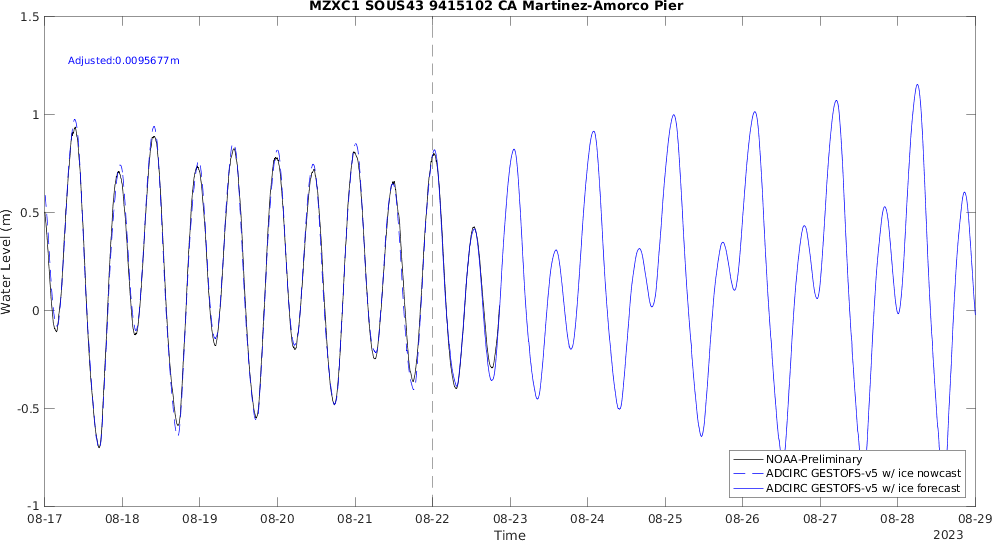 MZXC1 SOUS43 9415102 CA Martinez-Amorco Pier
Adjusted:0.0095677m
Water Level (m)
1.5
1
0.5
0
-0.5
-1
NOAA-Preliminary
ADCIRC GESTOFS-v5 w/ ice nowcast
ADCIRC GESTOFS-v5 w/ ice forecast
08-17 08-18 08-19 08-20 08-21 08-22 08-23 08-24 08-25 08-26 08-27 08-28 08-29
Time
2023